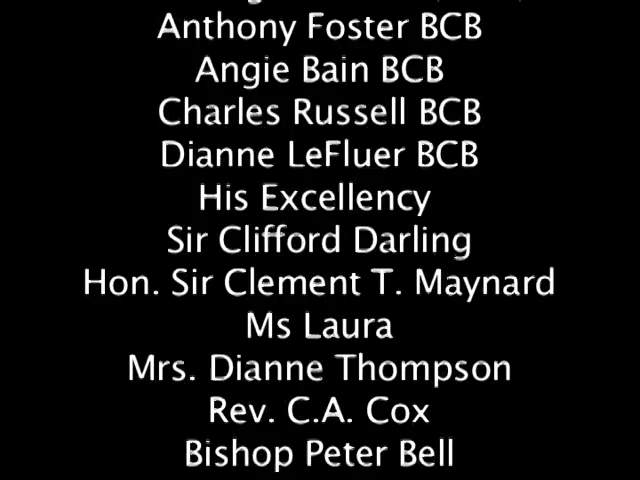 Anthony Foster BCB
Angie Bain BCB
Charles Russell BCB
Dianne LeFluer BCB
His Excellency
Sir Clifford Darling
Hon. Sir Clement T. Maynard
Ms Laura
Mrs. Dianne Thompson
Rev. C.A. Cox
Bishop Peter Bell